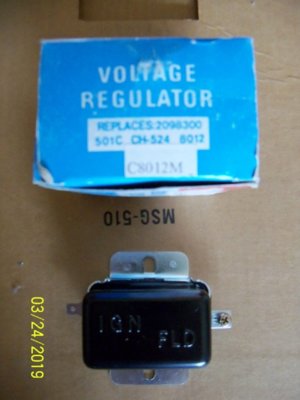 VOLTAGE
REGULATOR
REPLACES:2098300
501C CH-524 8012
C8012M
MSG-510
IGN
FLD
03/24/2019